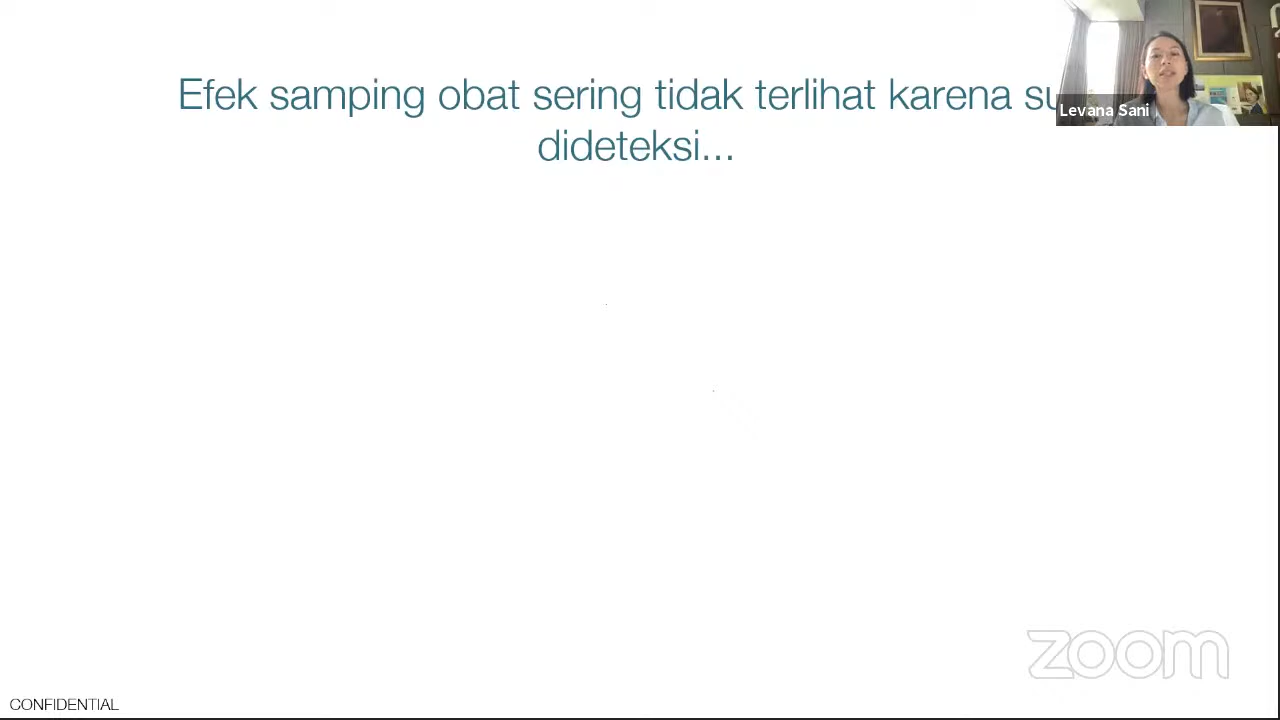 Efek samping obat sering tidak terlihat karena
dideteksi...
Levana Sani
zoom
CONFIDENTIAL